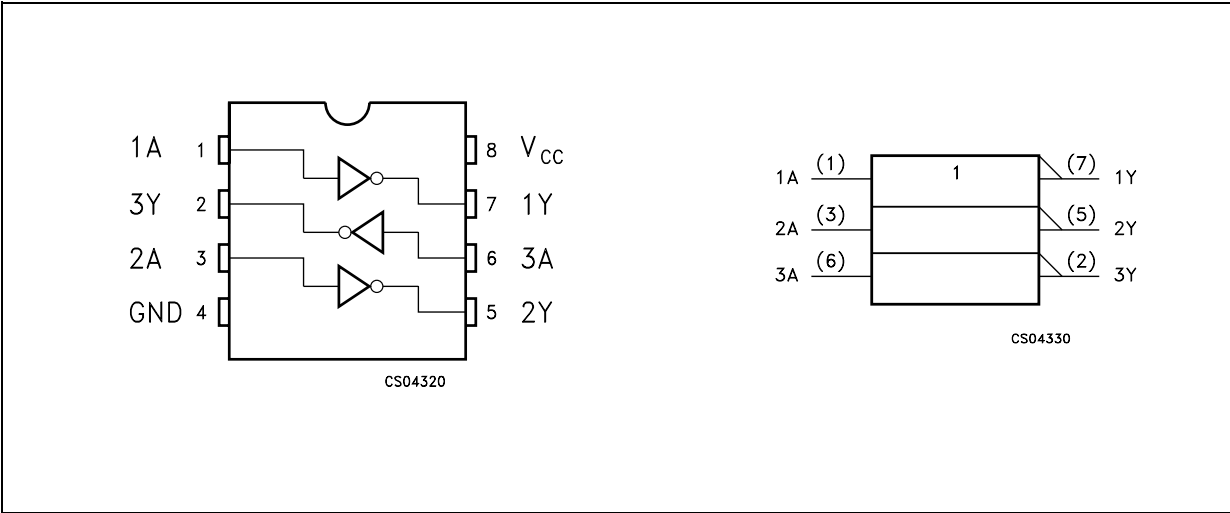 1A 1 8 VCC
3Y 2 7 1Y
2A 3 6 3A
GND 4 5 2Y
CS04320
1A (1) 1 (7) 1Y
2A (3) (5) 2Y
3A (6) (2) 3Y
CS04330